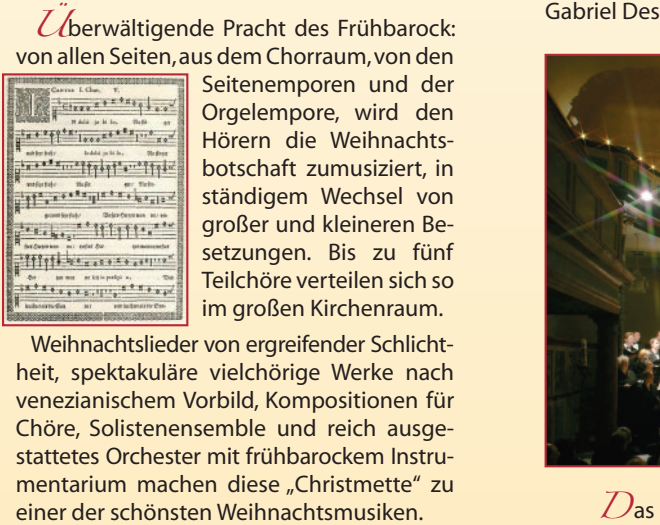 Überwältigende Pracht des Frühbarock:
von allen Seiten, aus dem Chorraum, von den
Seitenemporen und der
Orgelempore, wird den
Hörern die Weihnachts-
botschaft zumusiziert, in
ständigem Wechsel von
großer und kleineren Be-
setzungen. Bis zu fünf
Teilchöre verteilen sich so
im großen Kirchenraum.
Weihnachtslieder von ergreifender Schlicht-
heit, spektakuläre vielchörige Werke nach
venezianischem Vorbild, Kompositionen für
Chöre, Solistenensemble und reich ausge-
stattetes Orchester mit frühbarockem Instru-
mentarium machen diese „Christmette“ zu
einer der schönsten Weihnachtsmusiken.
Gabriel Des
Das